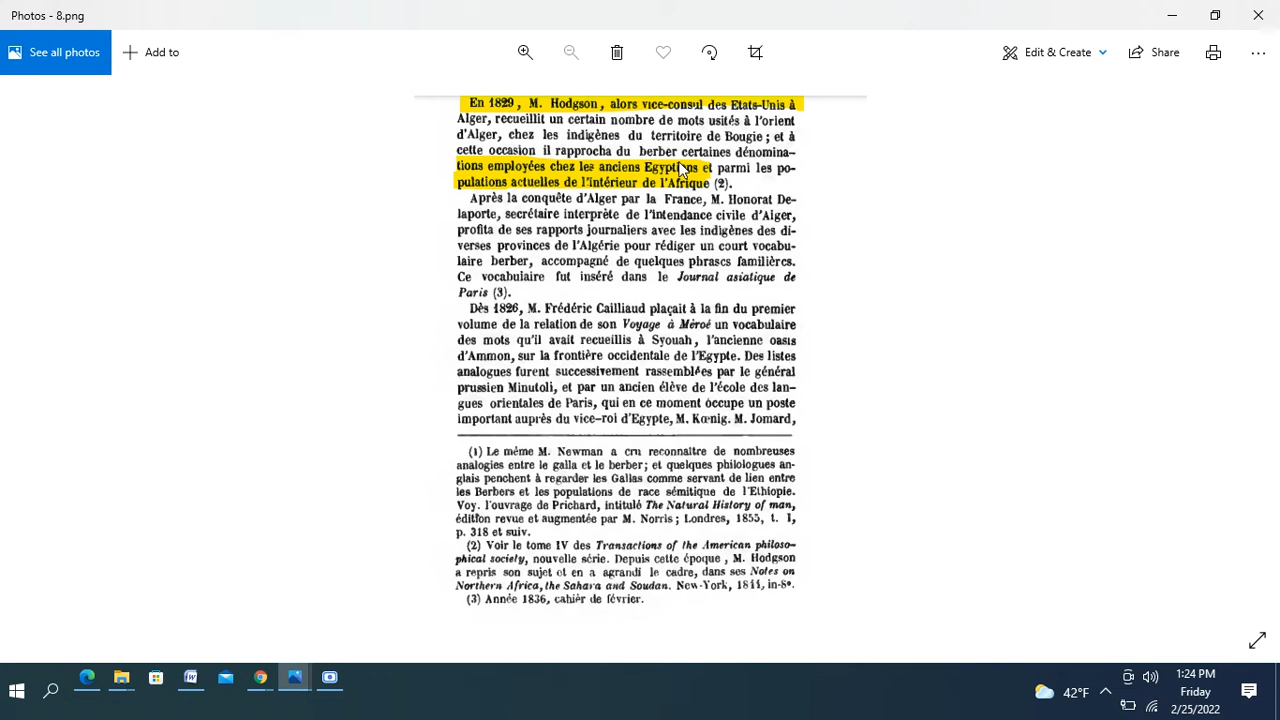 Photos - 8.png
See all photos
Add to
Edit & Create
Share
En 1829, M. Hodgson, alors vice-consul des Etats-Unis à
Alger, recueillit un certain nombre de mots usités à l'orient
d'Alger, chez les indigènes du territoire de Bougie; et à
cette occasion il rapprocha du berber certaines dénomina-
tions employées chez les anciens Egyptiens et parmi les po-
pulations actuelles de l'intérieur de l'Afrique (2).
Après la conquête d'Alger par la France, M. Honorat De-
laporte, secrétaire interprète de l'intendance civile d'Alger,
profita de ses rapports journaliers avec les indigènes des di-
verses provinces de l'Algérie pour rédiger un court vocabu-
laire berber, accompagné de quelques phrases familières.
Ce vocabulaire fut inséré dans le Journal asiatique de
Paris (3).
Dès 1826, M. Frédéric Cailliaud plaçait à la fin du premier
volume de la relation de son Voyage à Méroé un vocabulaire
des mots qu'il avait recueillis à Syouah, l'ancienne oasis
d'Ammon, sur la frontière occidentale de l'Egypte. Des listes
analogues furent successivement rassemblées par le général
prussien Minutoli, et par un ancien élève de l'école des lan-
gues orientales de Paris, qui en ce moment occupe un poste
important auprès du vice-roi d'Egypte, M. Kœnig. M. Jomard,
(1) Le même M. Newman a cru reconnaître de nombreuses
analogies entre le galla et le berber; et quelques philologues an-
glais penchent à regarder les Gallas comme servant de lien entre
les Berbers et les populations de race sémitique de l'Ethiopie.
Voy. l'ouvrage de Prichard, intitulé The Natural History of man,
édition revue et augmentée par M. Norris; Londres, 1855, t. I,
p. 318 et suiv.
(2) Voir le tome IV des Transactions of the American philoso-
phical society, nouvelle série. Depuis cette époque, M. Hodgson
a repris son sujet et en a agrandi le cadre, dans ses Notes on
Northern Africa, the Sahara and Soudan. New-York, 1844, in-8°.
(3) Année 1836, cahier de février.
42°F
1:24 PM
Friday
2/25/2022